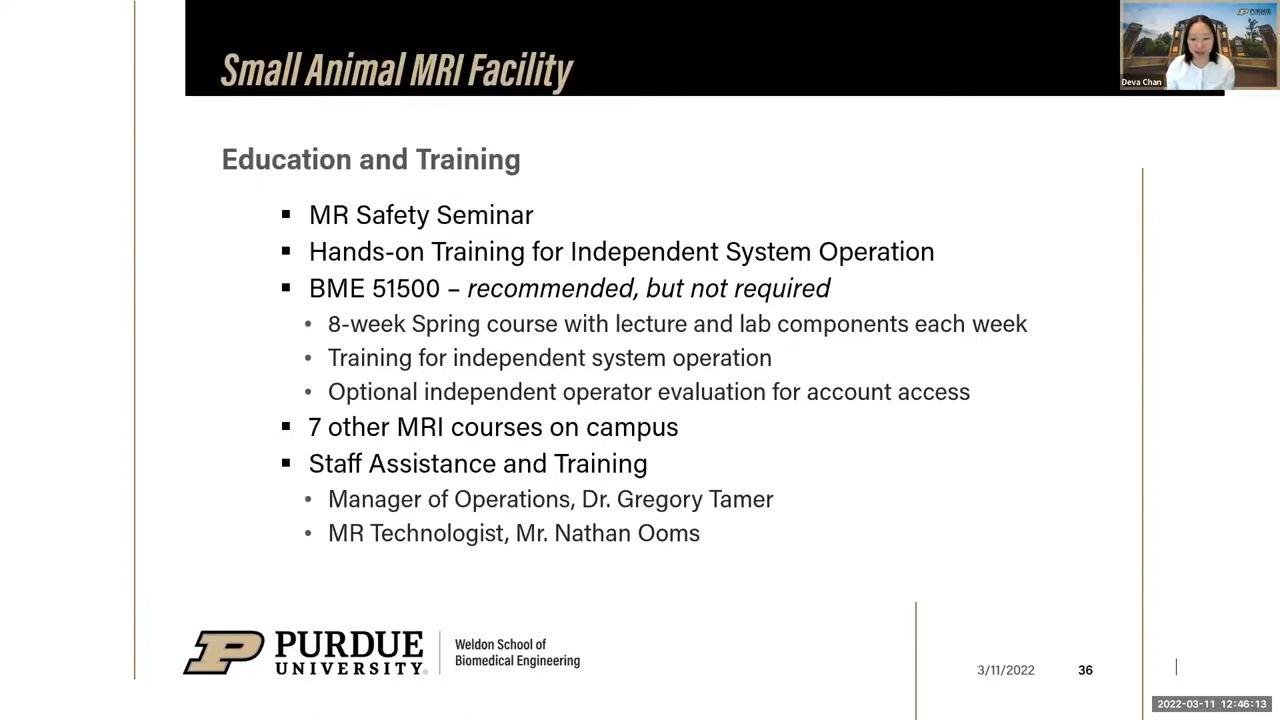 Small Animal MRI Facility
PURDUE
UNIVERSITY
Deva Chan
Education and Training
▪ MR Safety Seminar
▪ Hands-on Training for Independent System Operation
▪ BME 51500 – recommended, but not required
• 8-week Spring course with lecture and lab components each week
• Training for independent system operation
• Optional independent operator evaluation for account access
▪ 7 other MRI courses on campus
▪ Staff Assistance and Training
• Manager of Operations, Dr. Gregory Tamer
• MR Technologist, Mr. Nathan Ooms
P PURDUE
UNIVERSITY®
Weldon School of
Biomedical Engineering
3/11/2022
36
2022-03-11 12:46:13